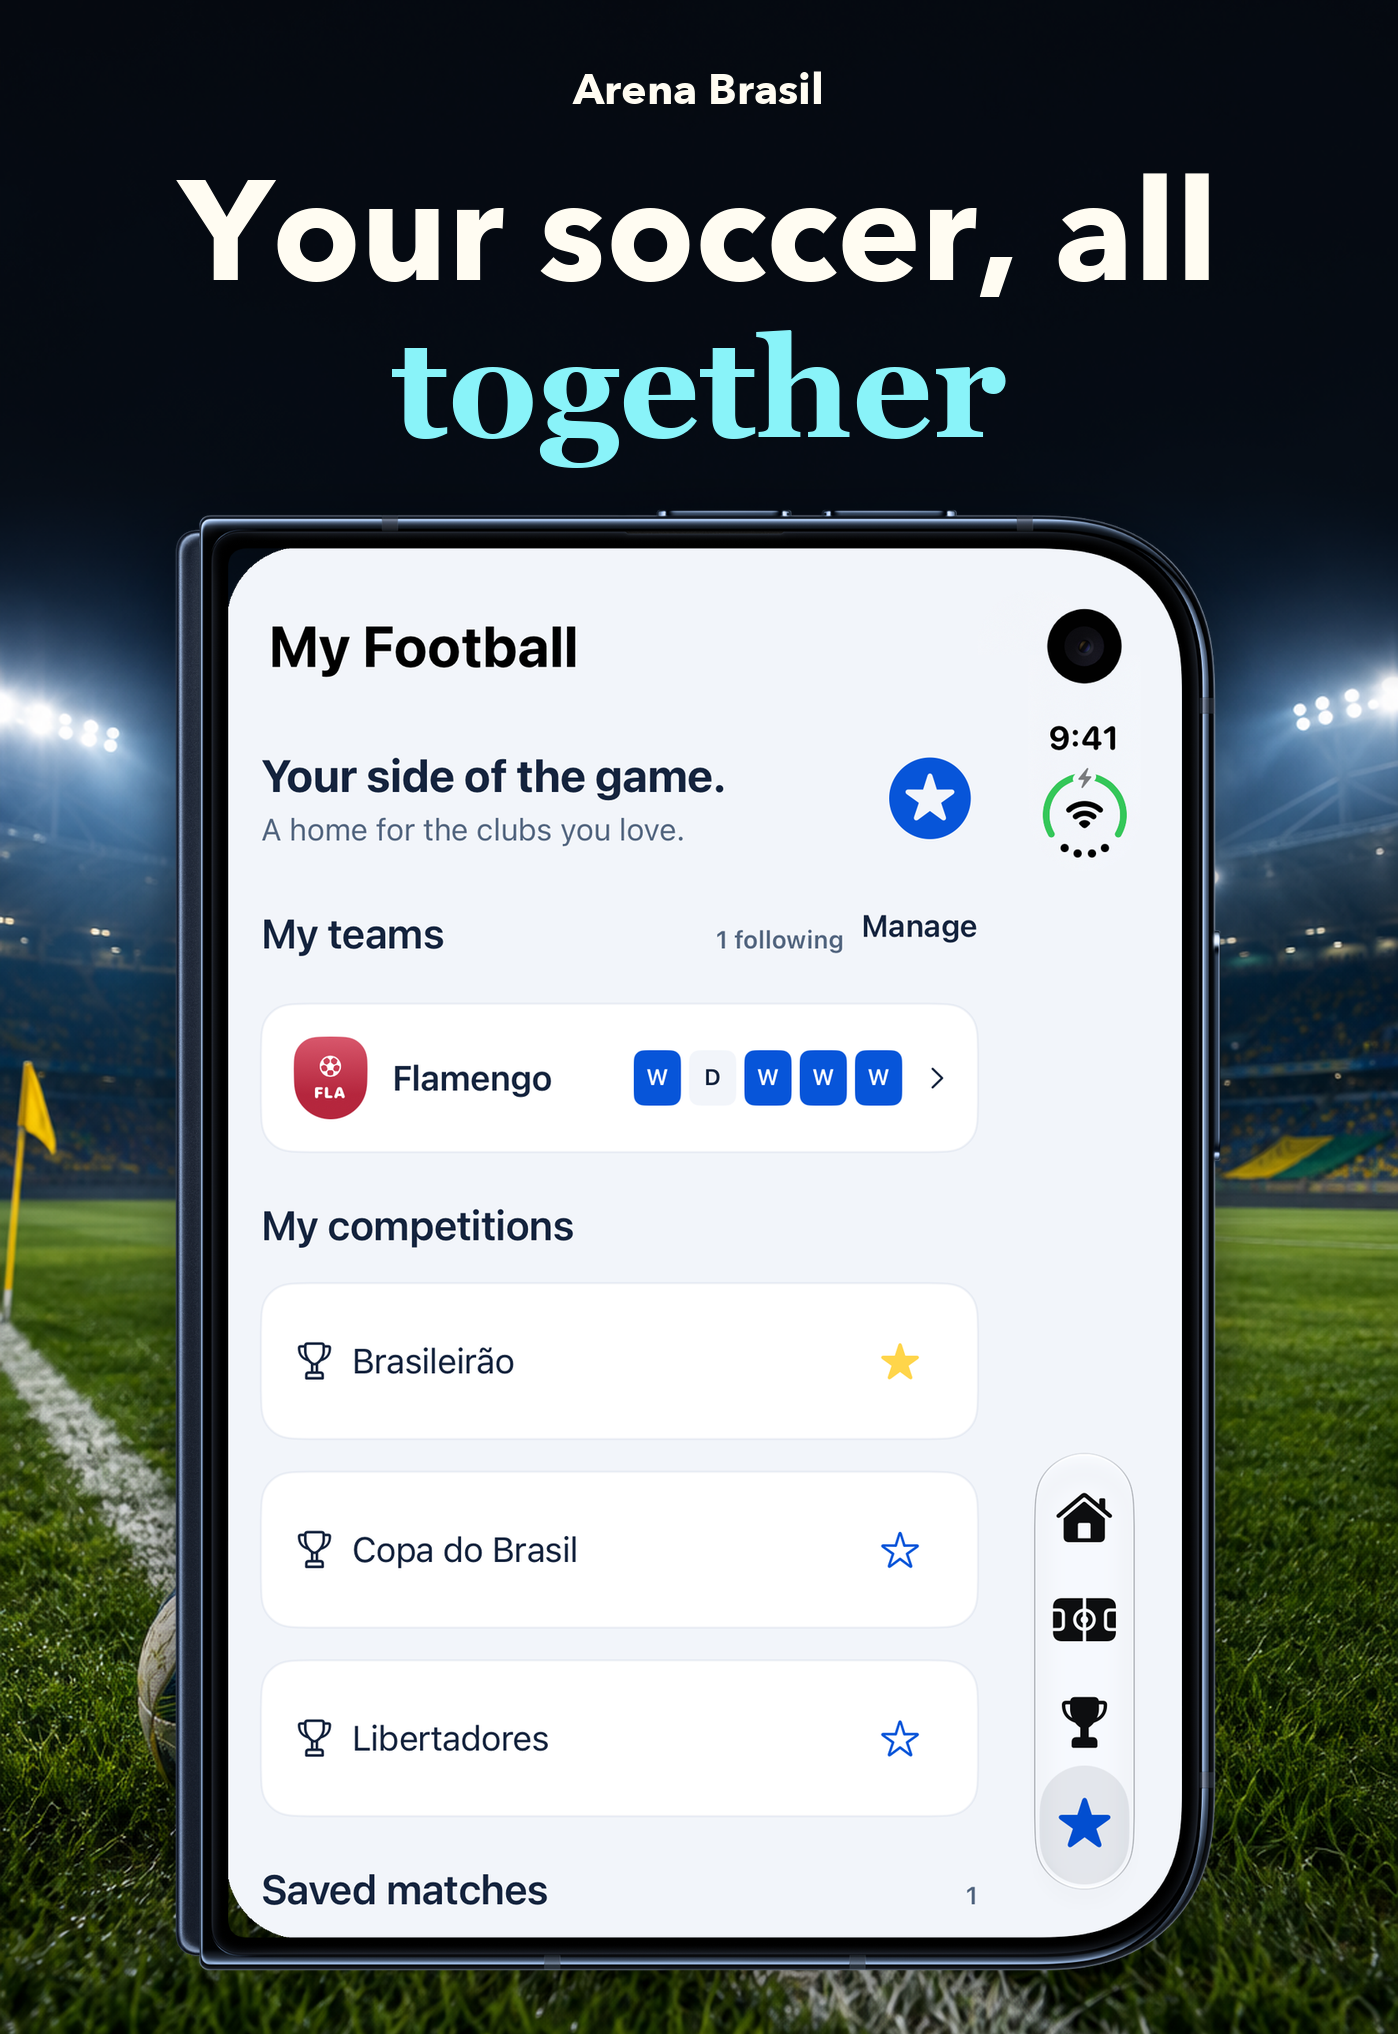 Arena Brasil
Your soccer, all
together
My Football
9:41
Your side of the game.
A home for the clubs you love.
My teams
1 following
Manage
FLA
Flamengo
W D W W W
My competitions
Brasileirão
Copa do Brasil
Libertadores
Saved matches
1